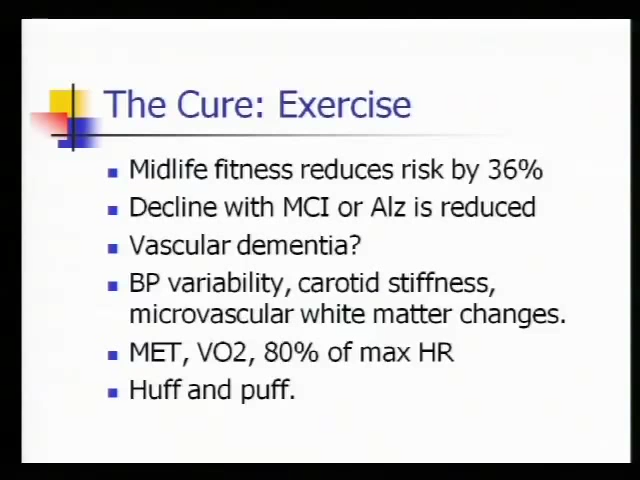 The Cure: Exercise
Midlife fitness reduces risk by 36%
Decline with MCI or Alz is reduced
Vascular dementia?
BP variability, carotid stiffness,
microvascular white matter changes.
MET, VO2, 80% of max HR
Huff and puff.